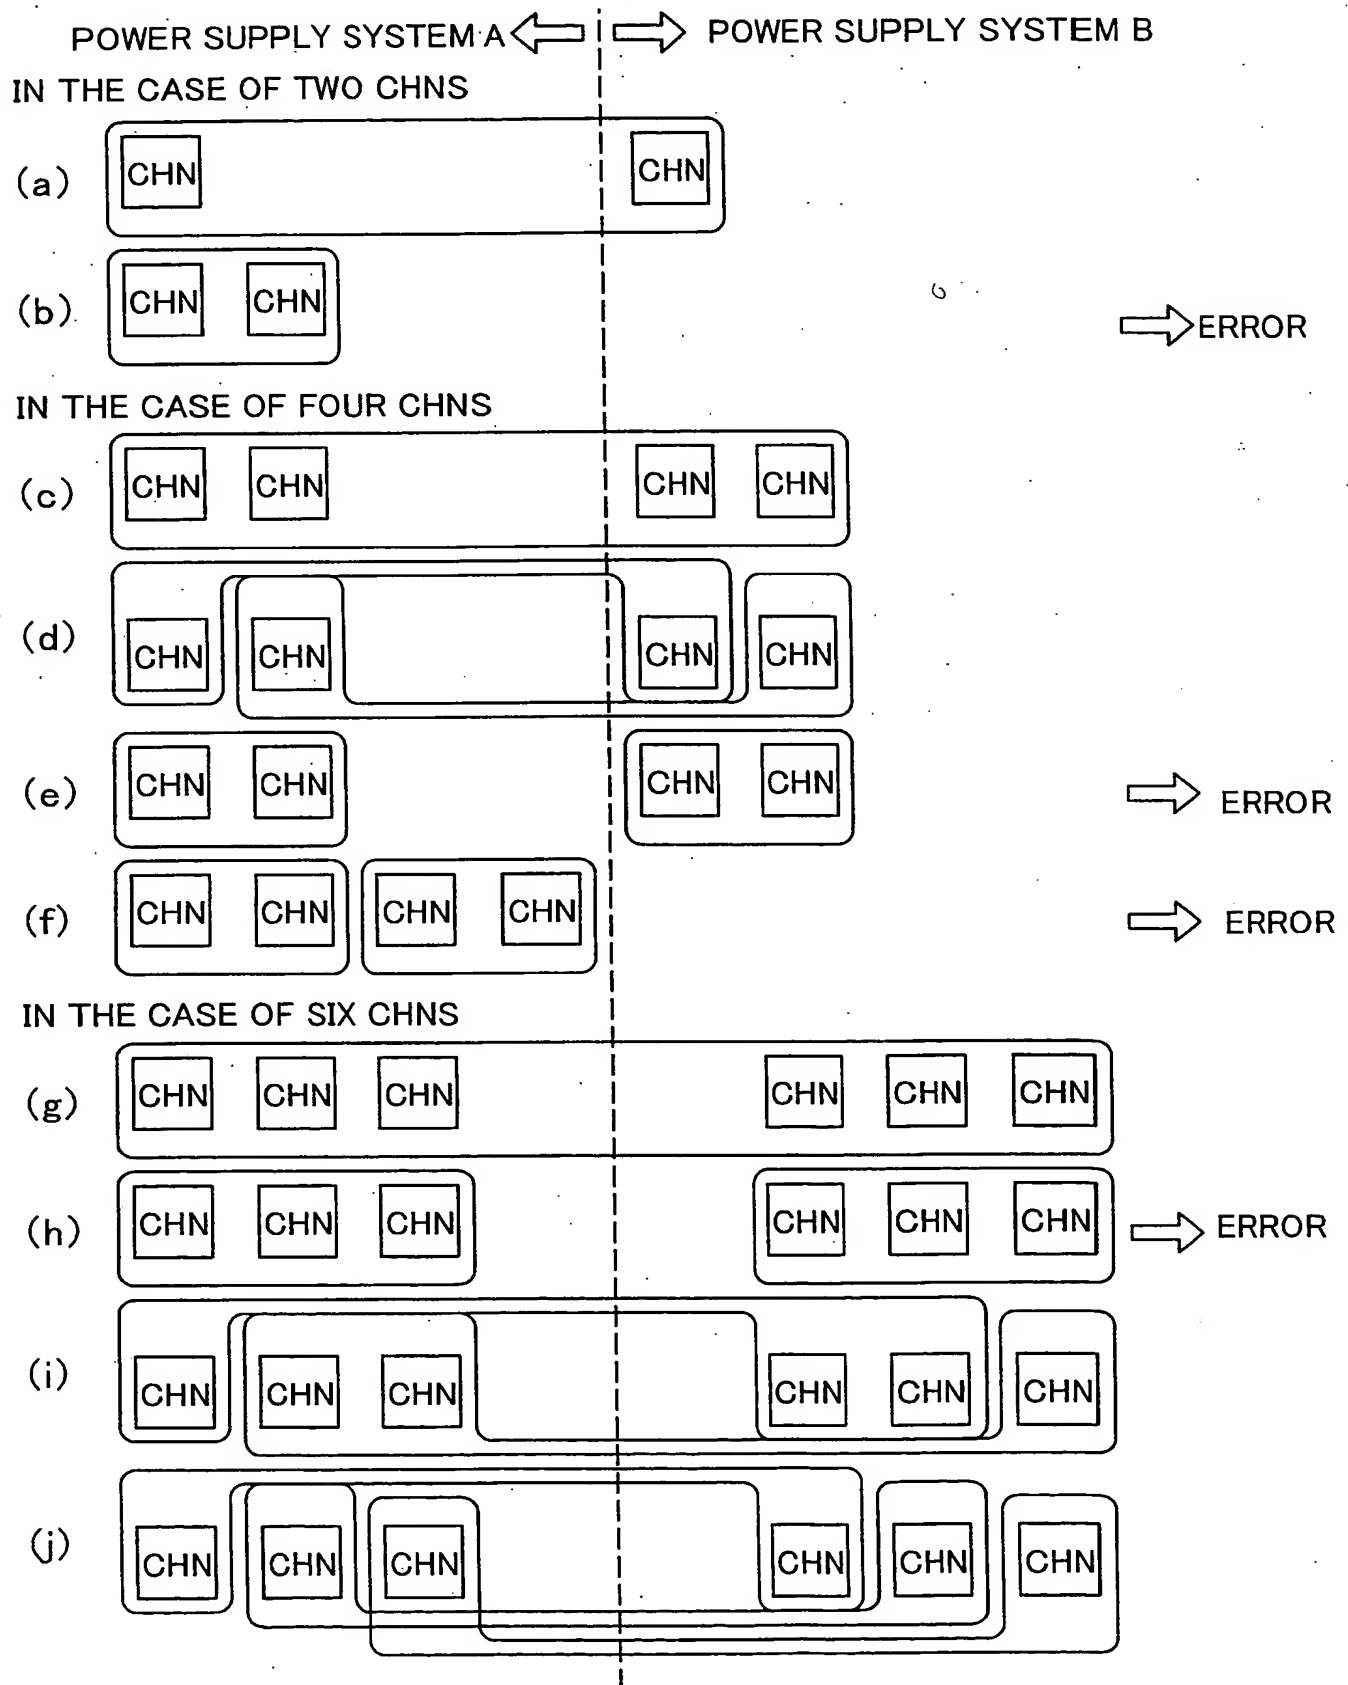 POWER SUPPLY SYSTEM A POWER SUPPLY SYSTEM B
IN THE CASE OF TWO CHNS
(a) CHN CHN
(b) CHN CHN ERROR
IN THE CASE OF FOUR CHNS
(c) CHN CHN CHN CHN
(d) CHN CHN CHN CHN
(e) CHN CHN CHN CHN ERROR
(f) CHN CHN CHN CHN ERROR
IN THE CASE OF SIX CHNS
(g) CHN CHN CHN CHN CHN CHN
(h) CHN CHN CHN CHN CHN CHN ERROR
(i) CHN CHN CHN CHN CHN CHN
(j) CHN CHN CHN CHN CHN CHN